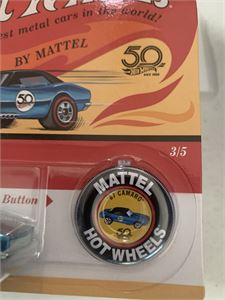 est metal cars in the world!
BY MATTEL
50
3/5
Button
MATTEL
67 CAMARO
HOT WHEELS